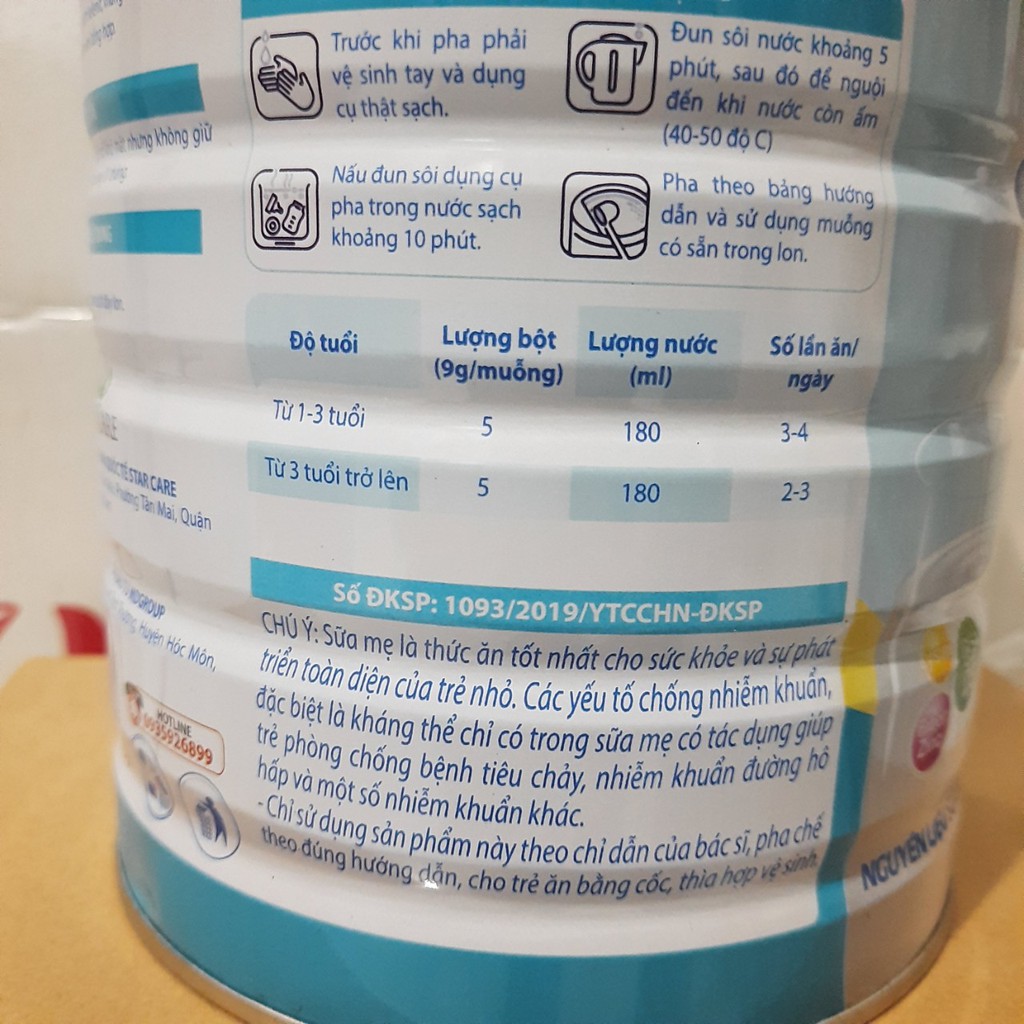 Trước khi pha phải
vệ sinh tay và dụng
cụ thật sạch.
Đun sôi nước khoảng 5
phút, sau đó để nguội
đến khi nước còn ấm
(40-50 độ C)
Nấu đun sôi dụng cụ
pha trong nước sạch
khoảng 10 phút.
Pha theo bảng hướng
dẫn và sử dụng muỗng
có sẵn trong lon.
nhưng không giữ
Độ tuổi
Lượng bột
(9g/muỗng)
Lượng nước
(ml)
Số lần ăn/
ngày
Từ 1-3 tuổi
5
180
3-4
Từ 3 tuổi trở lên
5
180
2-3
STAR CARE
Phường Tân Mai, Quận
Huyện Hóc Môn,
HOTLINE
0935926899
Số ĐKSP: 1093/2019/YTCCHN-ĐKSP
CHÚ Ý: Sữa mẹ là thức ăn tốt nhất cho sức khỏe và sự phát
triển toàn diện của trẻ nhỏ. Các yếu tố chống nhiễm khuẩn,
đặc biệt là kháng thể chỉ có trong sữa mẹ có tác dụng giúp
trẻ phòng chống bệnh tiêu chảy, nhiễm khuẩn đường hô
hấp và một số nhiễm khuẩn khác.
- Chỉ sử dụng sản phẩm này theo chỉ dẫn của bác sĩ, pha chế
theo đúng hướng dẫn, cho trẻ ăn bằng cốc, thìa hợp vệ sinh.
NGUYÊN LIỆU